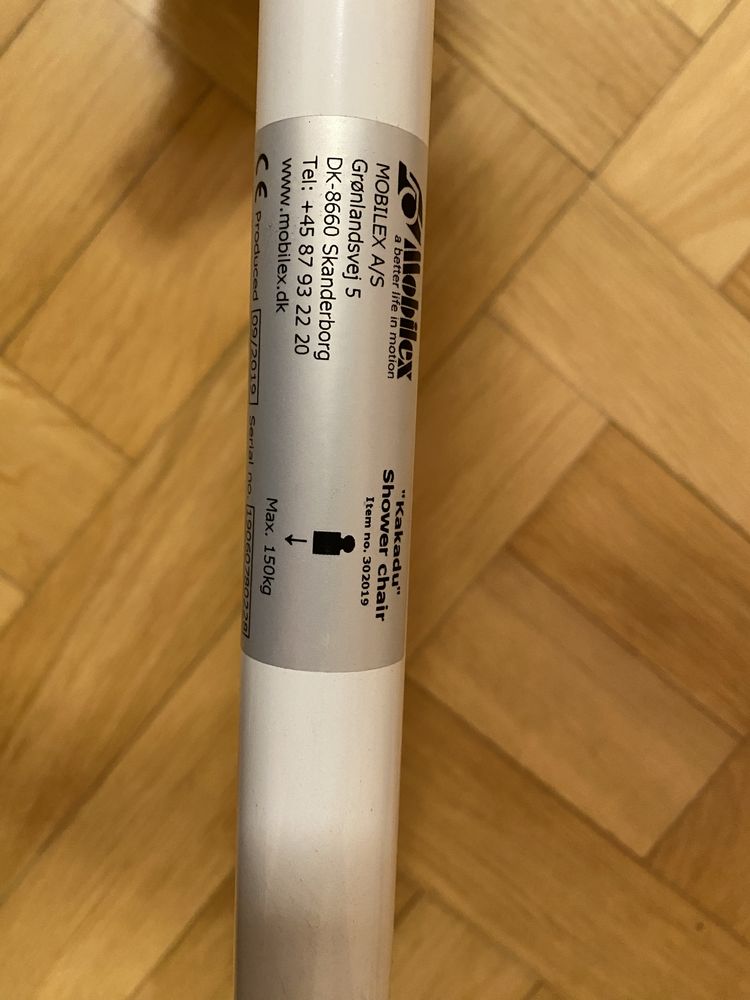 Mobilex
a better life in motion
MOBILEX A/S
Grønlandsvej 5
DK-8660 Skanderborg
Tel: +45 87 93 22 20
www.mobilex.dk
CE Produced 09/2019 Serial no.
"Kakadu"
Shower chair
Item no. 302019
Max. 150kg